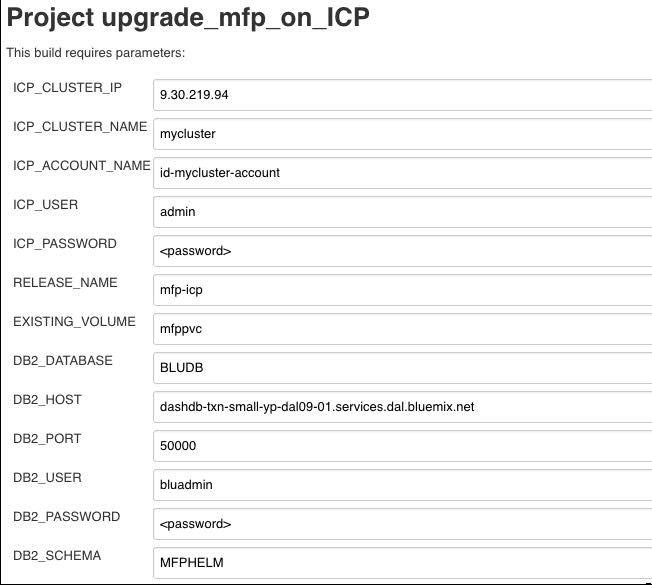 Project upgrade_mfp_on_ICP
This build requires parameters:
ICP_CLUSTER_IP 9.30.219.94
ICP_CLUSTER_NAME mycluster
ICP_ACCOUNT_NAME id-mycluster-account
ICP_USER admin
ICP_PASSWORD <password>
RELEASE_NAME mfp-icp
EXISTING_VOLUME mfppvc
DB2_DATABASE BLUDB
DB2_HOST dashdb-txn-small-yp-dal09-01.services.dal.bluemix.net
DB2_PORT 50000
DB2_USER bluadmin
DB2_PASSWORD <password>
DB2_SCHEMA MFPHELM